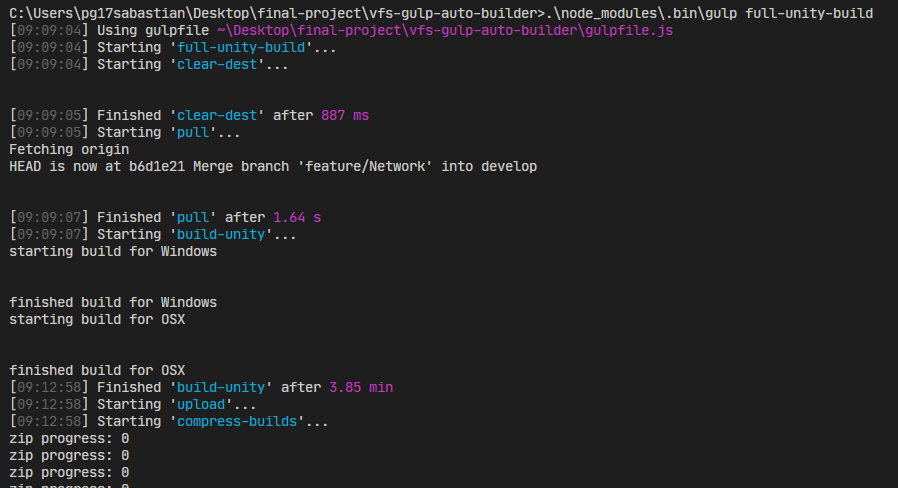 C:\Users\pg17sabastian\Desktop\final-project\vfs-gulp-auto-builder>.\node_modules\.bin\gulp full-unity-build
[09:09:04] Using gulpfile ~\Desktop\final-project\vfs-gulp-auto-builder\gulpfile.js
[09:09:04] Starting 'full-unity-build'...
[09:09:04] Starting 'clear-dest'...
[09:09:05] Finished 'clear-dest' after 887 ms
[09:09:05] Starting 'pull'...
Fetching origin
HEAD is now at b6d1e21 Merge branch 'feature/Network' into develop
[09:09:07] Finished 'pull' after 1.64 s
[09:09:07] Starting 'build-unity'...
starting build for Windows
finished build for Windows
starting build for OSX
finished build for OSX
[09:12:58] Finished 'build-unity' after 3.85 min
[09:12:58] Starting 'upload'...
[09:12:58] Starting 'compress-builds'...
zip progress: 0
zip progress: 0
zip progress: 0
zip progress: 0